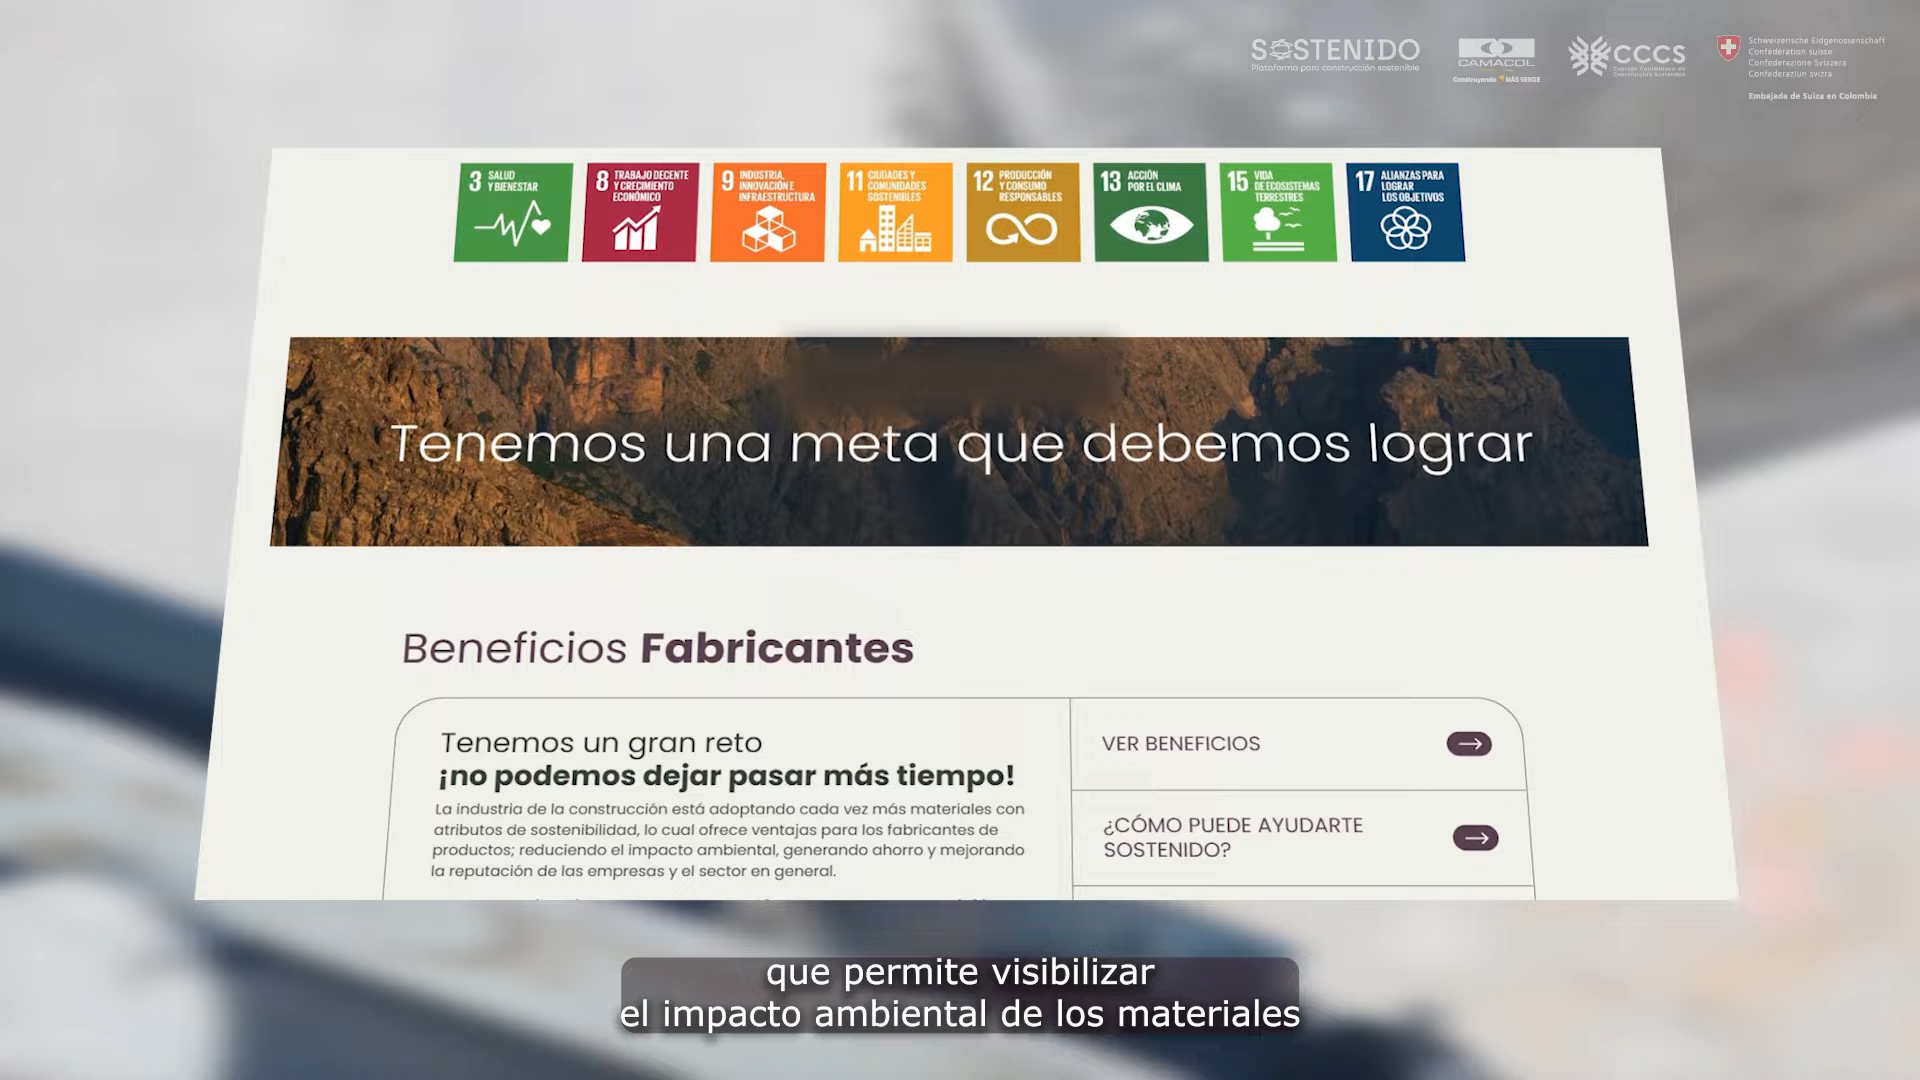 SOSTENIDO
Plataforma para construcción sostenible
CAMACOL
Construyendo MÁS VERDE
CCCS
Schweizerische Eidgenossenschaft
Confédération suisse
Confederazione Svizzera
Confederaziun svizra
Embajada de Suiza en Colombia
3 SALUD
Y BIENESTAR
8 TRABAJO DECENTE
Y CRECIMIENTO
ECONÓMICO
9 INDUSTRIA,
INNOVACIÓN E
INFRAESTRUCTURA
11 CIUDADES Y
COMUNIDADES
SOSTENIBLES
12 PRODUCCIÓN
Y CONSUMO
RESPONSABLES
13 ACCIÓN
POR EL CLIMA
15 VIDA
DE ECOSISTEMAS
TERRESTRES
17 ALIANZAS PARA
LOGRAR
LOS OBJETIVOS
Tenemos una meta que debemos lograr
Beneficios Fabricantes
Tenemos un gran reto
¡no podemos dejar pasar más tiempo!
La industria de la construcción está adoptando cada vez más materiales con
atributos de sostenibilidad, lo cual ofrece ventajas para los fabricantes de
productos; reduciendo el impacto ambiental, generando ahorro y mejorando
la reputación de las empresas y el sector en general.
VER BENEFICIOS
¿CÓMO PUEDE AYUDARTE
SOSTENIDO?
que permite visibilizar
el impacto ambiental de los materiales